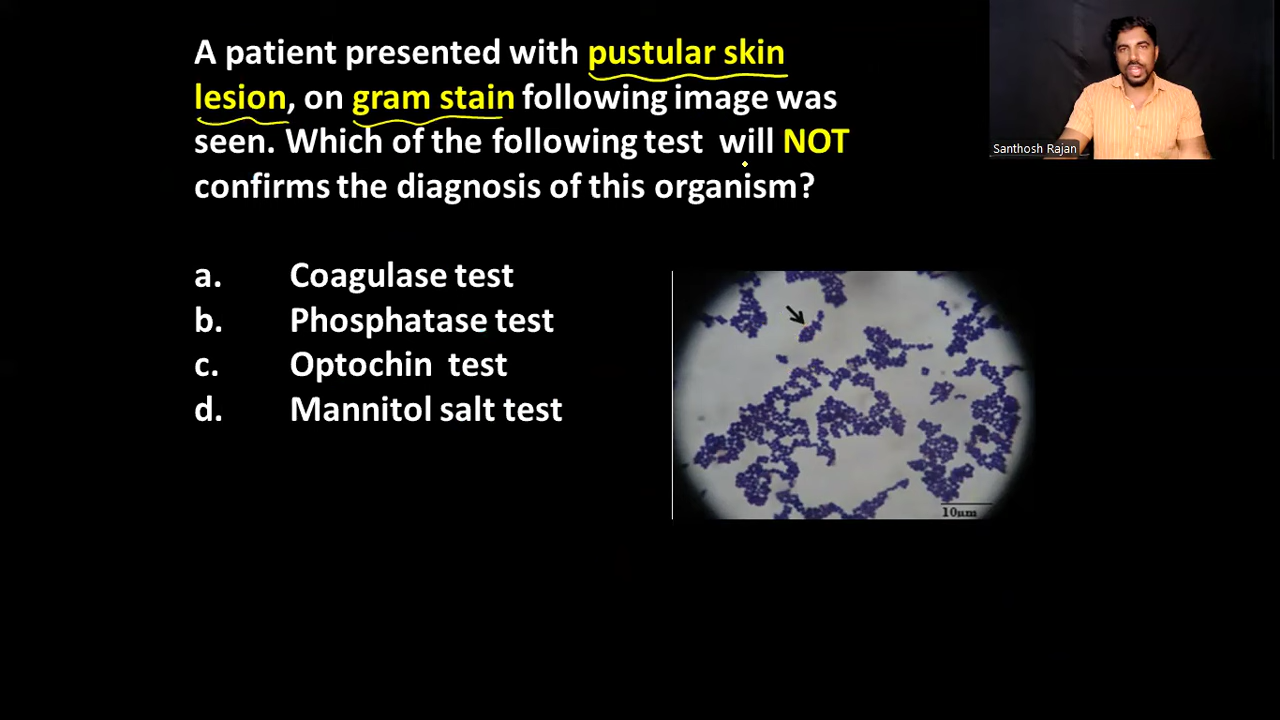 A patient presented with pustular skin
lesion, on gram stain following image was
seen. Which of the following test will NOT
confirms the diagnosis of this organism?
a. Coagulase test
b. Phosphatase test
c. Optochin test
d. Mannitol salt test
Santhosh Rajan
10µm